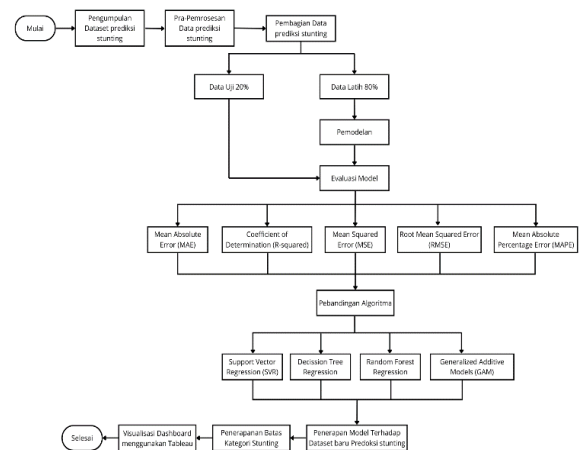 Mulai
Pengumpulan
Dataset prediksi
stunting
Pra-Pemrosesan
Data prediksi
stunting
Pembagian Data
prediksi stunting
Data Uji 20%
Data Latih 80%
Pemodelan
Evaluasi Model
Mean Absolute
Error (MAE)
Coefficient of
Determination (R-squared)
Mean Squared
Error (MSE)
Root Mean Squared Error
(RMSE)
Mean Absolute
Percentage Error (MAPE)
Pebandingan Algoritma
Support Vector
Regression (SVR)
Decission Tree
Regression
Random Forest
Regression
Generalized Additive
Models (GAM)
Selesai
Visualisasi Dashboard
menggunakan Tableau
Penerapanan Batas
Kategori Stunting
Penerapan Model Terhadap
Dataset baru Predoksi stunting